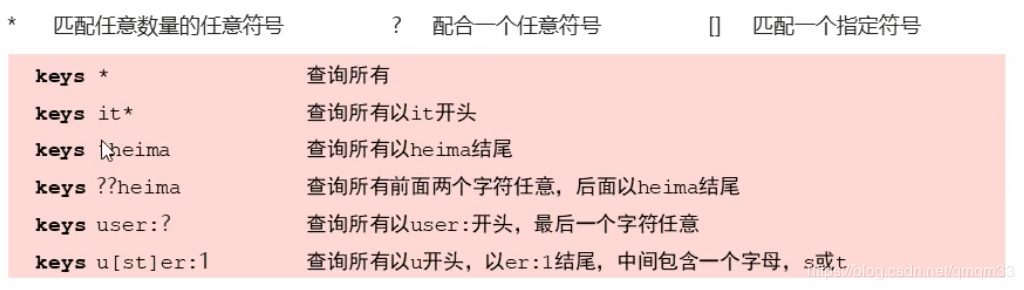 * 匹配任意数量的任意符号 ? 配合一个任意符号 [] 匹配一个指定符号
keys * 查询所有
keys it* 查询所有以it开头
keys heima 查询所有以heima结尾
keys ??heima 查询所有前面两个字符任意，后面以heima结尾
keys user:? 查询所有以user:开头，最后一个字符任意
keys u[st]er:1 查询所有以u开头，以er:1结尾，中间包含一个字母，s或t
https://blog.csdn.net/qmqm33